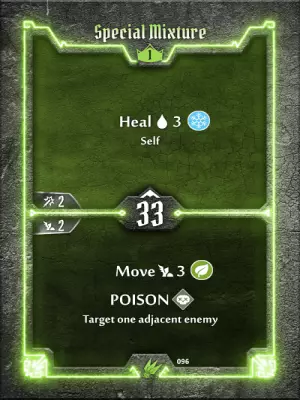 Special Mixture
1
Heal 3
Self
2
33
2
Move 3
POISON
Target one adjacent enemy
096